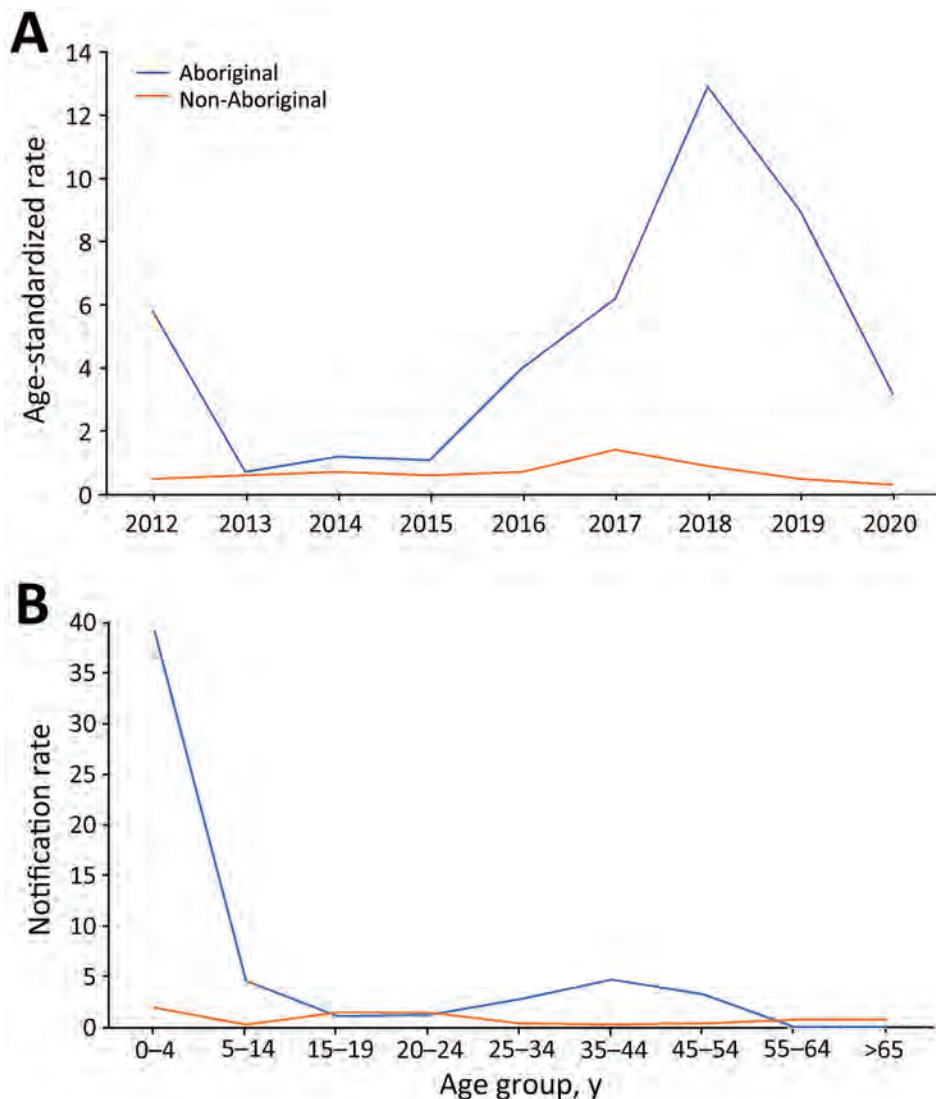 A
Age-standardized rate
14
12
10
8
6
4
2
0
Aboriginal
Non-Aboriginal
2012 2013 2014 2015 2016 2017 2018 2019 2020
B
Notification rate
40
35
30
25
20
15
10
5
0
0–4 5–14 15–19 20–24 25–34 35–44 45–54 55–64 >65
Age group, y